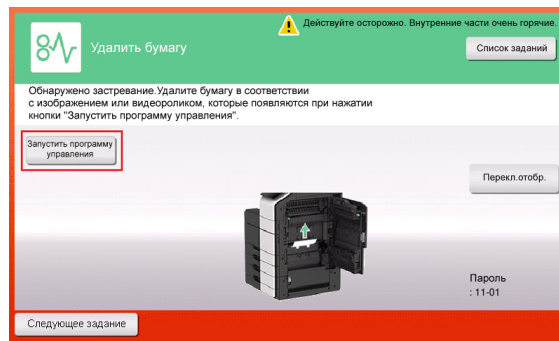 Действуйте осторожно. Внутренние части очень горячие.
Удалить бумагу
Список заданий
Обнаружено застревание.Удалите бумагу в соответствии
с изображением или видеороликом, которые появляются при нажатии
кнопки "Запустить программу управления".
Запустить программу
управления
Перекл.отобр.
Пароль
: 11-01
Следующее задание